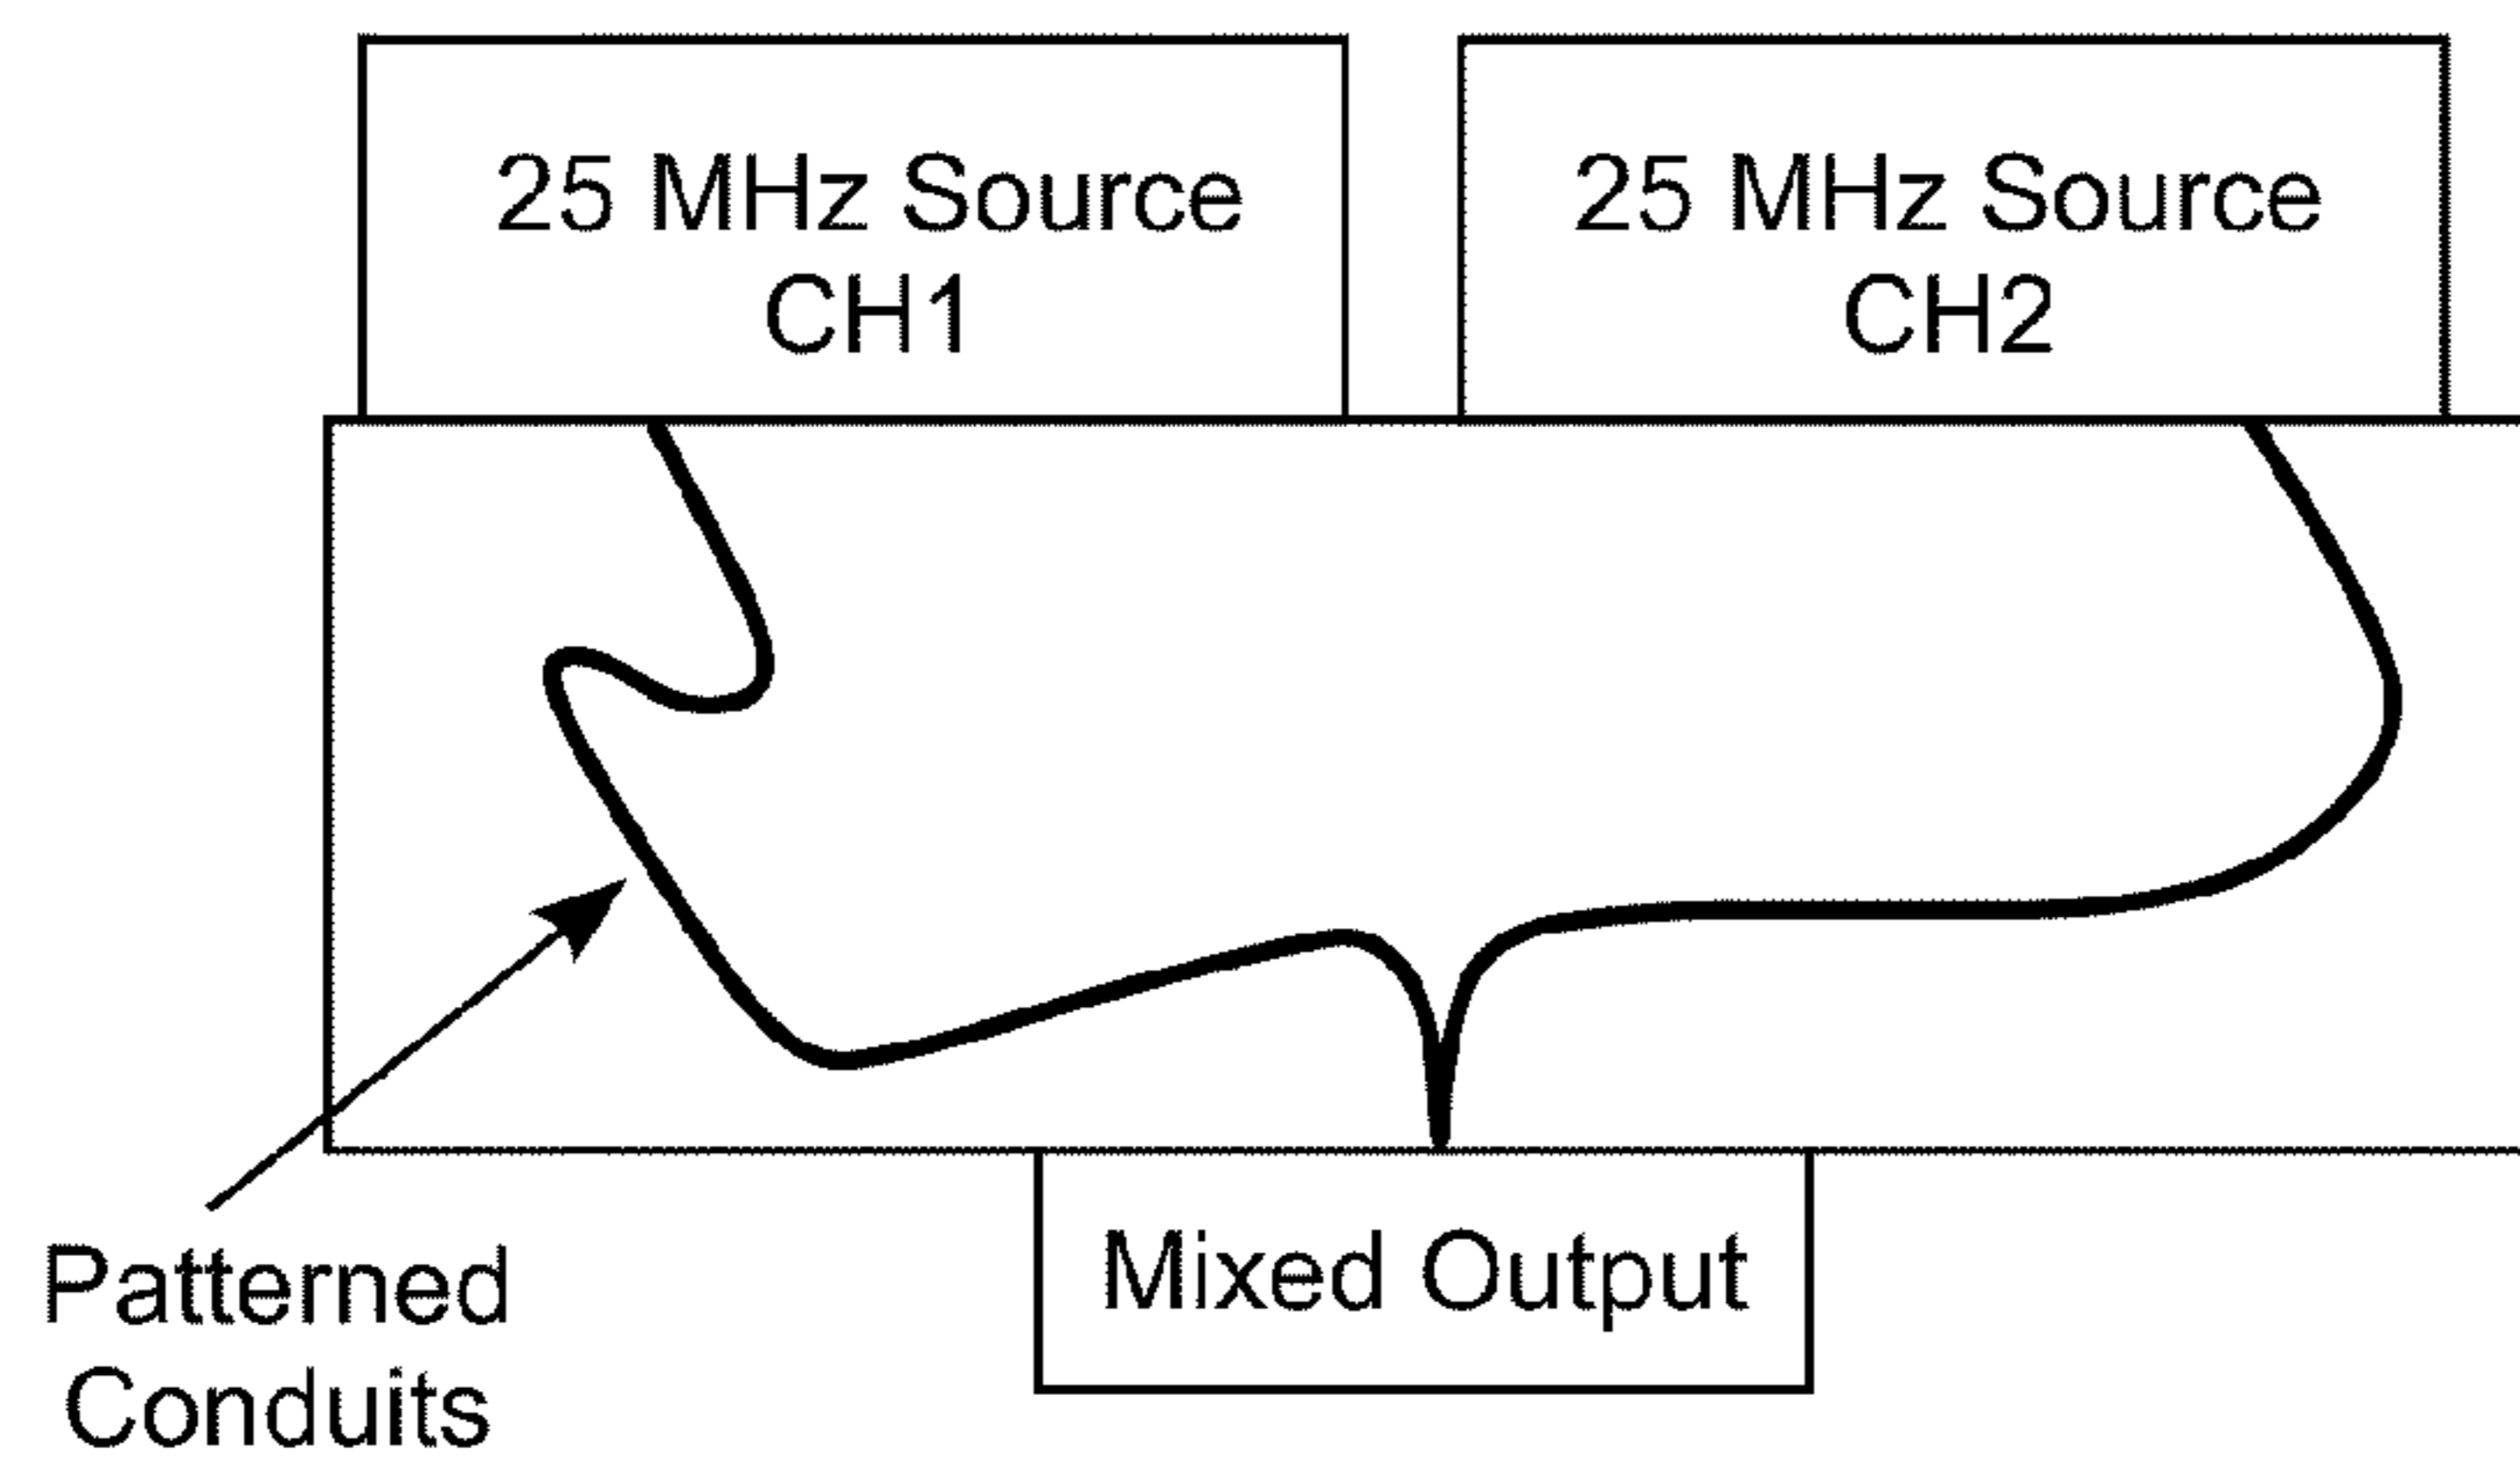 25 MHz Source
CH1
25 MHz Source
CH2
Mixed Output
Patterned
Conduits